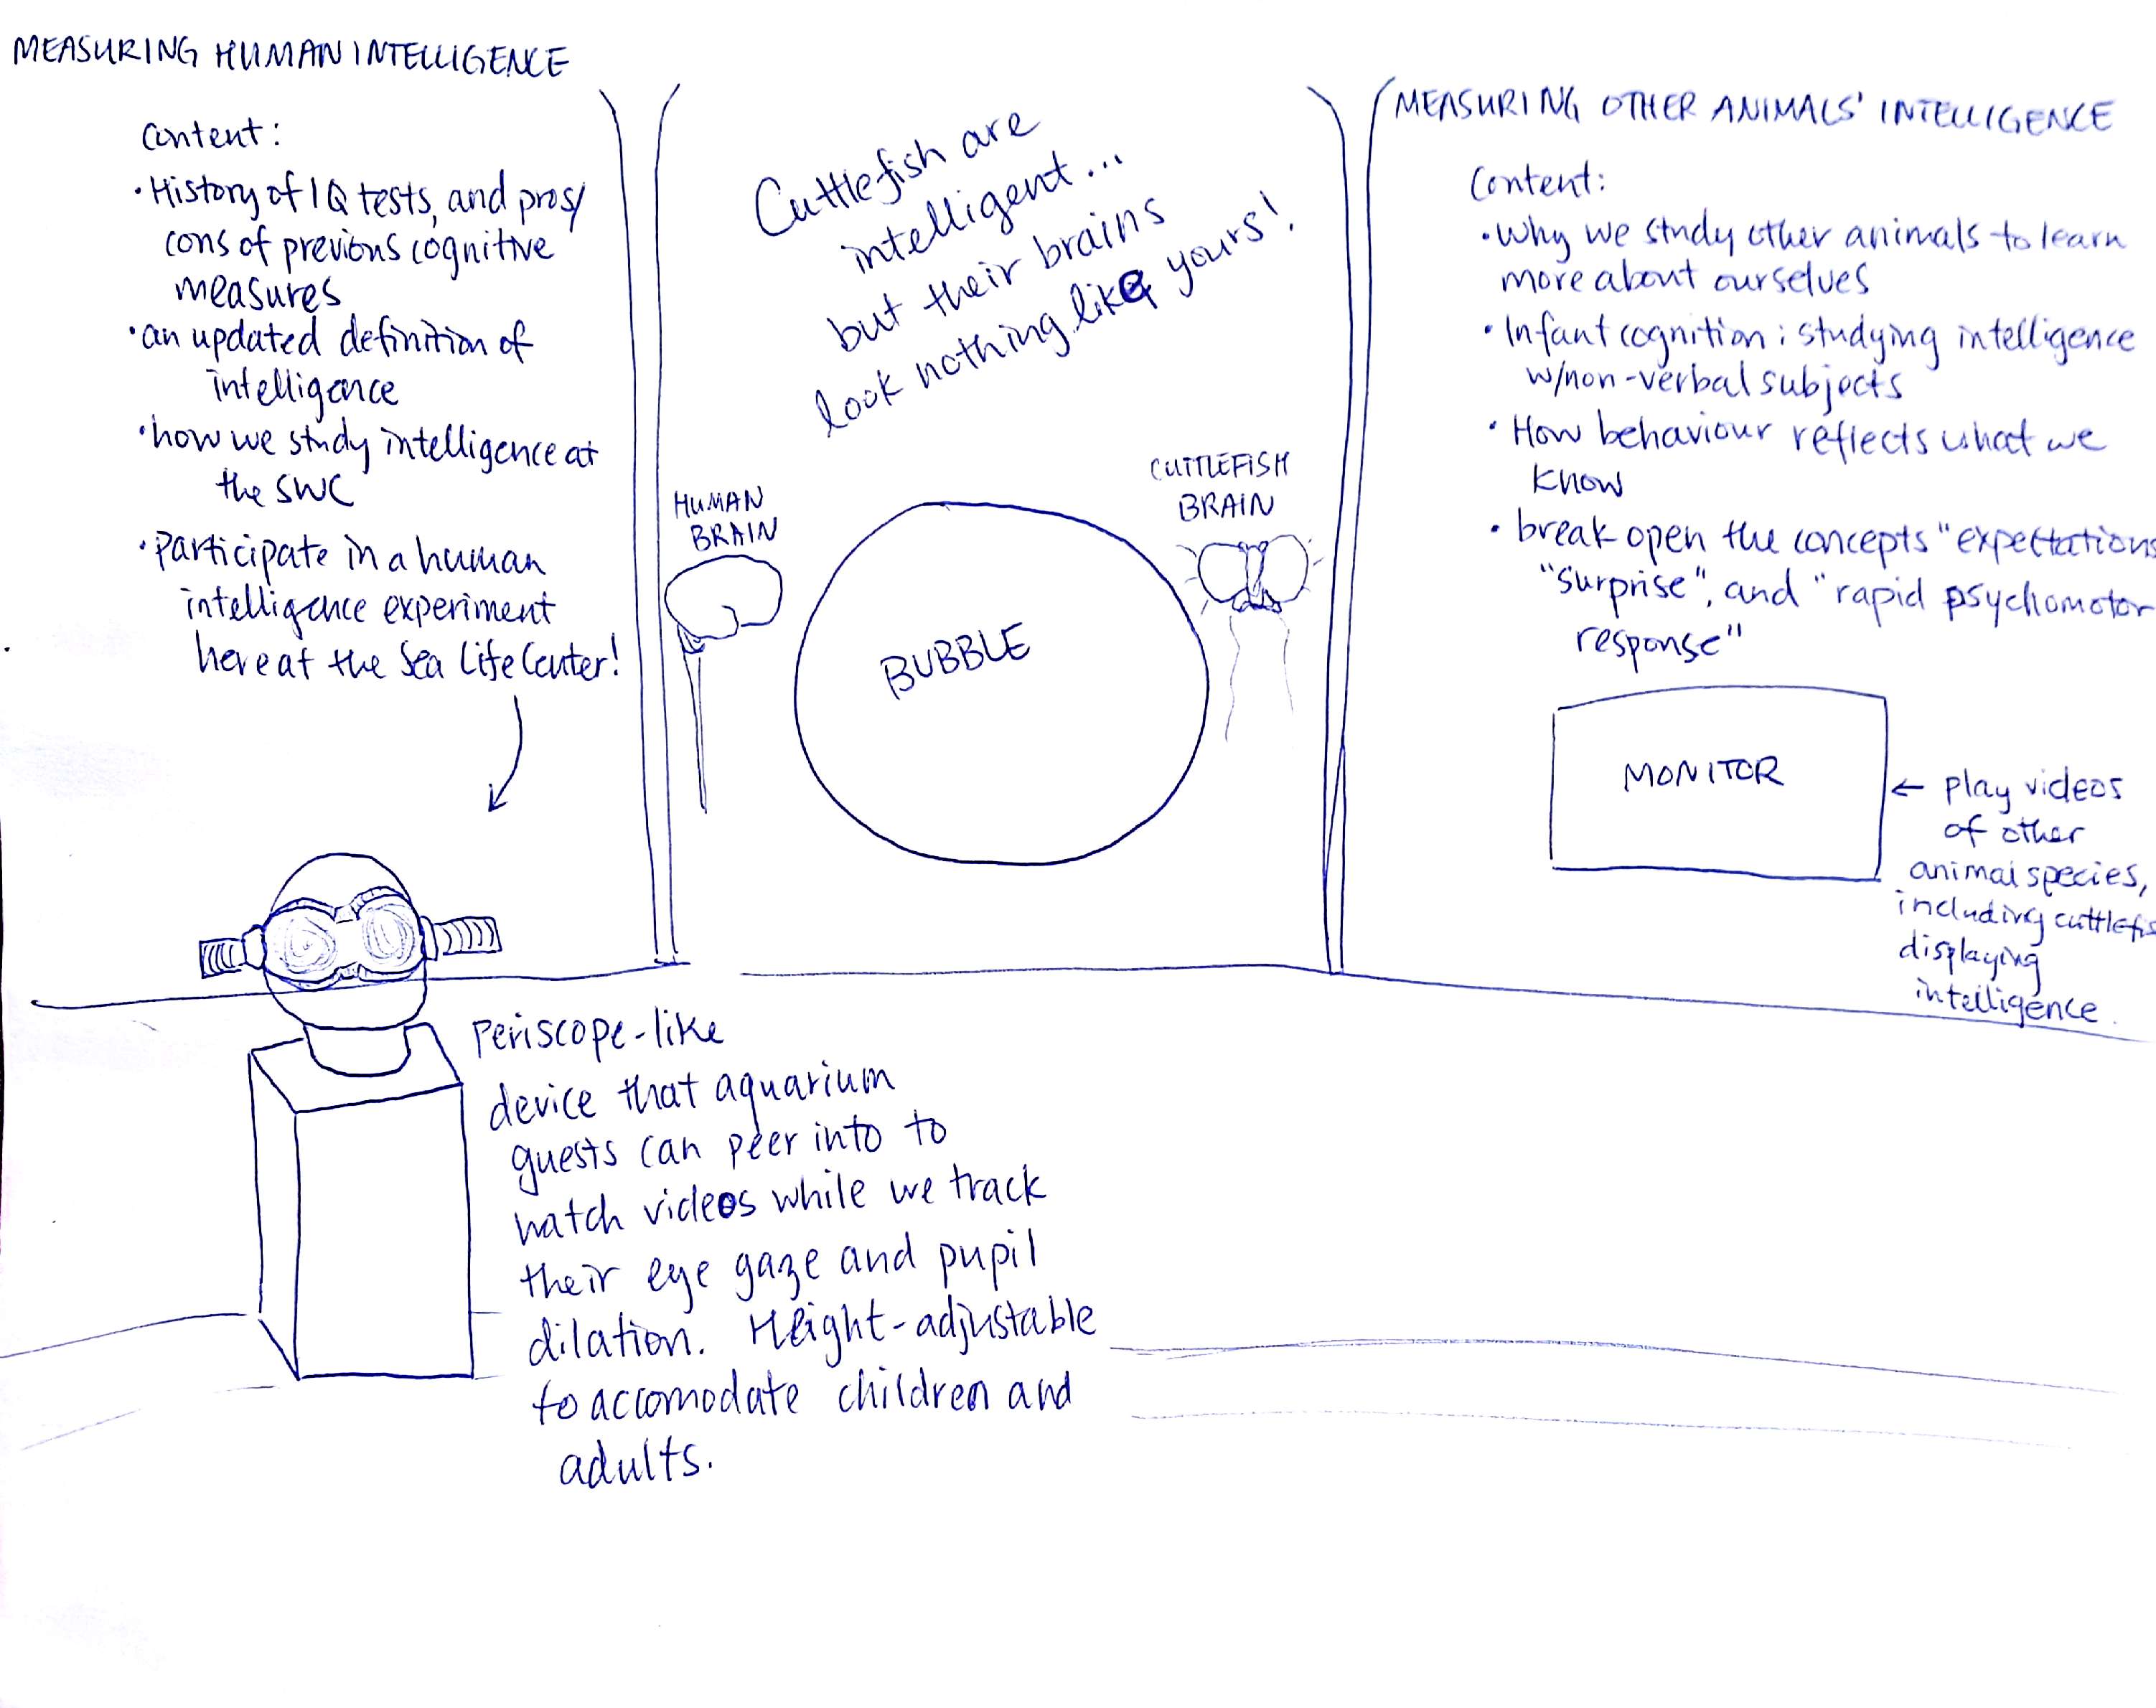 MEASURING HUMAN INTELLIGENCE
Content:
• History of IQ tests, and pros/
cons of previous cognitive
measures
• an updated definition of
intelligence
• how we study intelligence at
the SWC
• Participate in a human
intelligence experiment
here at the Sea Life Center!
Cuttlefish are
intelligent...
but their brains
look nothing like yours!
HUMAN
BRAIN
BUBBLE
CUTTLEFISH
BRAIN
MEASURING OTHER ANIMALS' INTELLIGENCE
Content:
• Why we study other animals to learn
more about ourselves
• Infant cognition: studying intelligence
w/non-verbal subjects
• How behaviour reflects what we
know
• break open the concepts "expectations
"surprise", and "rapid psychomotor
response"
MONITOR
← play videos
of other
animal species,
including cuttlefis
displaying
intelligence.
Periscope-like
device that aquarium
guests can peer into to
watch videos while we track
their eye gaze and pupil
dilation. Height-adjustable
to accomodate children and
adults.